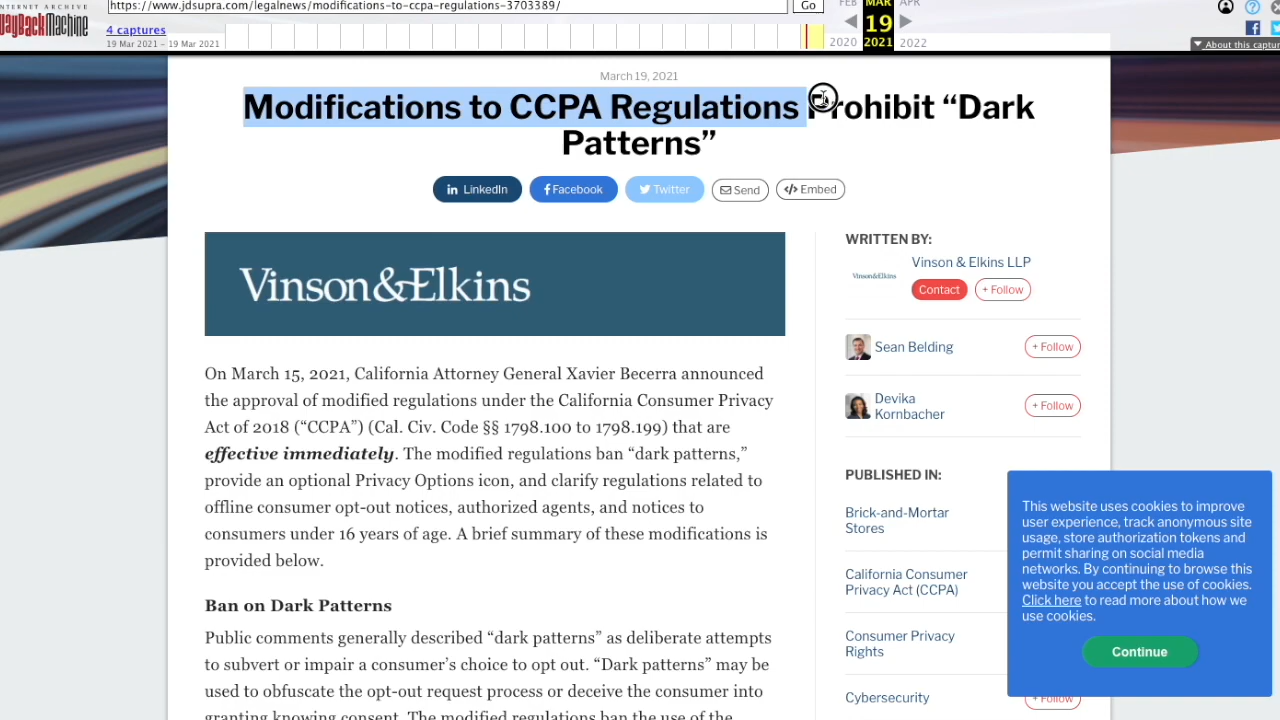 INTERNET ARCHIVE
WayBackMachine
https://www.jdsupra.com/legalnews/modifications-to-ccpa-regulations-3703389/
Go
4 captures
19 Mar 2021 – 19 Mar 2021
FEB MAR APR
19
2020 2021 2022
About this captur
March 19, 2021
Modifications to CCPA Regulations Prohibit “Dark
Patterns”
in LinkedIn
Facebook
Twitter
Send
Embed
Vinson&Elkins
On March 15, 2021, California Attorney General Xavier Becerra announced
the approval of modified regulations under the California Consumer Privacy
Act of 2018 (“CCPA”) (Cal. Civ. Code §§ 1798.100 to 1798.199) that are
effective immediately. The modified regulations ban “dark patterns,”
provide an optional Privacy Options icon, and clarify regulations related to
offline consumer opt-out notices, authorized agents, and notices to
consumers under 16 years of age. A brief summary of these modifications is
provided below.
Ban on Dark Patterns
Public comments generally described “dark patterns” as deliberate attempts
to subvert or impair a consumer’s choice to opt out. “Dark patterns” may be
used to obfuscate the opt-out request process or deceive the consumer into
granting knowing consent. The modified regulations ban the use of the
WRITTEN BY:
Vinson&Elkins
Vinson & Elkins LLP
Contact
+ Follow
Sean Belding
+ Follow
Devika
Kornbacher
+ Follow
PUBLISHED IN:
Brick-and-Mortar
Stores
California Consumer
Privacy Act (CCPA)
Consumer Privacy
Rights
Cybersecurity
+ Follow
This website uses cookies to improve
user experience, track anonymous site
usage, store authorization tokens and
permit sharing on social media
networks. By continuing to browse this
website you accept the use of cookies.
Click here to read more about how we
use cookies.
Continue